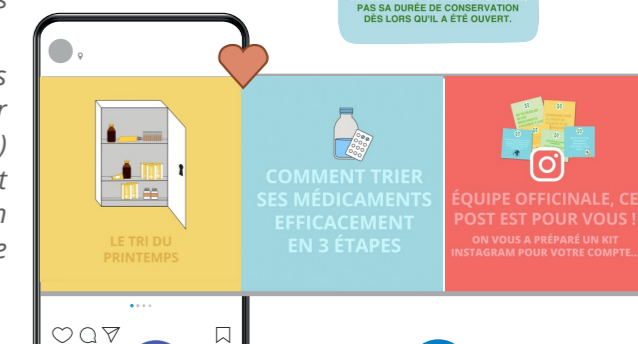 PAS SA DURÉE DE CONSERVATION
DÈS LORS QU'IL A ÉTÉ OUVERT.
s
s
r
)
t
n
e
LE TRI DU
PRINTEMPS
COMMENT TRIER
SES MÉDICAMENTS
EFFICACEMENT
EN 3 ÉTAPES
ÉQUIPE OFFICINALE, CE
POST EST POUR VOUS !
ON VOUS A PRÉPARÉ UN KIT
INSTAGRAM POUR VOTRE COMPTE...